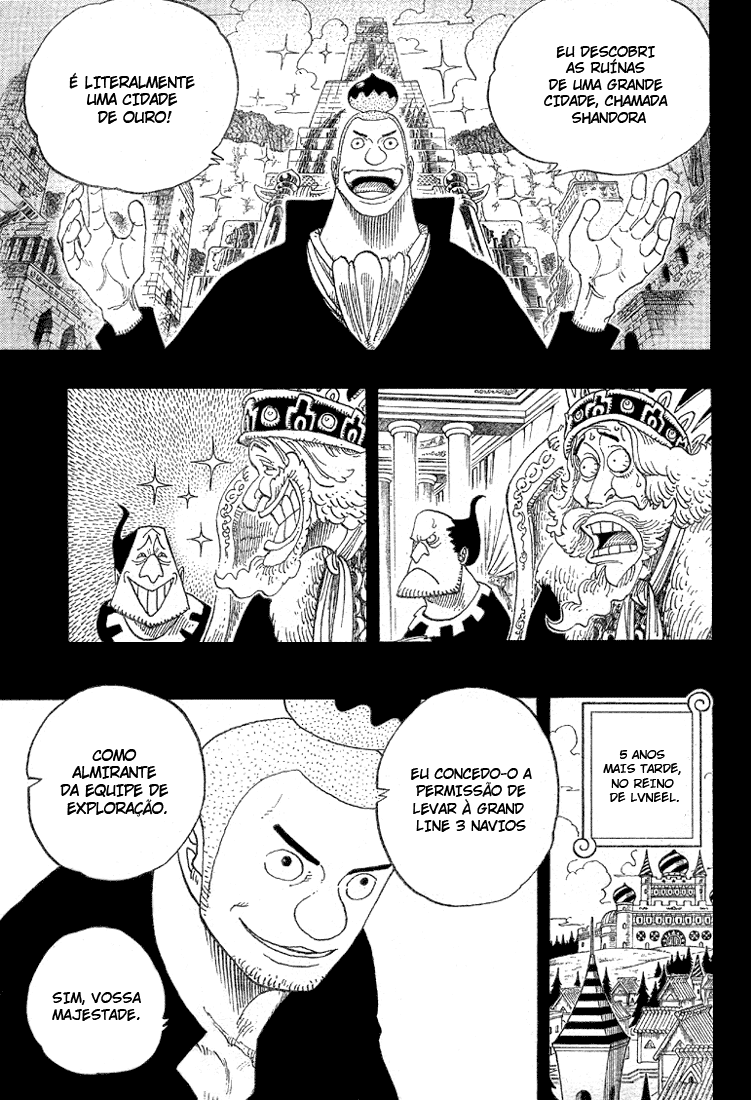 EU DESCOBRI
AS RUÍNAS
DE UMA GRANDE
CIDADE, CHAMADA
SHANDORA
É LITERALMENTE
UMA CIDADE
DE OURO!
5 ANOS
MAIS TARDE,
NO REINO
DE LVNEEL.
EU CONCEDO-O A
PERMISSÃO DE
LEVAR À GRAND
LINE 3 NAVIOS
COMO
ALMIRANTE
DA EQUIPE DE
EXPLORAÇÃO.
SIM, VOSSA
MAJESTADE.